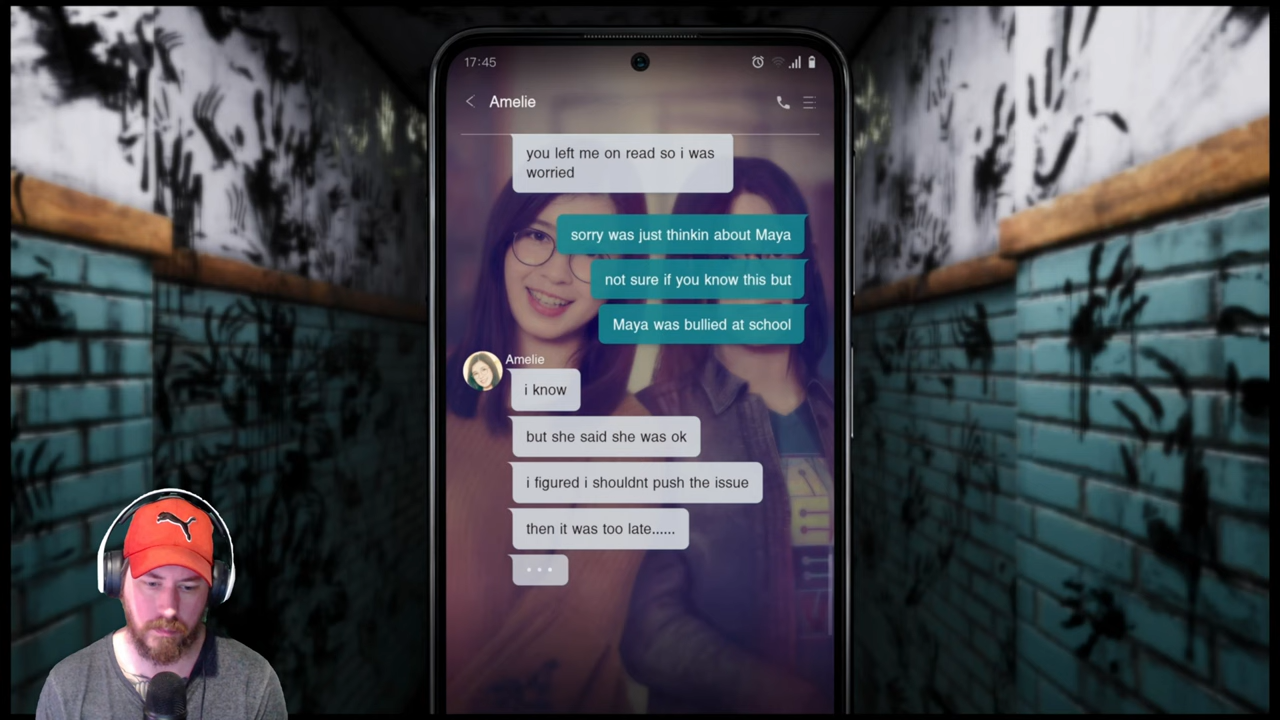 17:45
Amelie
you left me on read so i was
worried
sorry was just thinkin about Maya
not sure if you know this but
Maya was bullied at school
Amelie
i know
but she said she was ok
i figured i shouldnt push the issue
then it was too late......